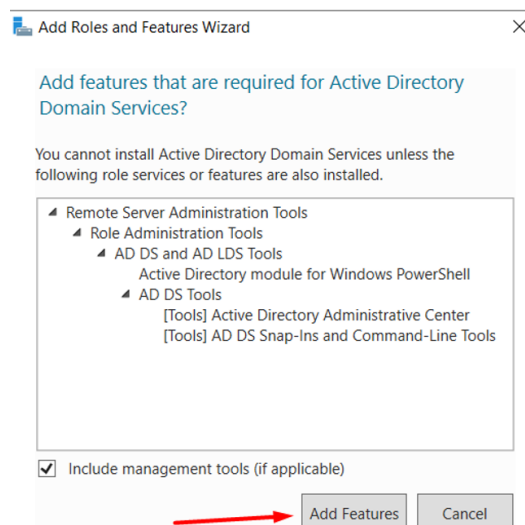 Add Roles and Features Wizard
Add features that are required for Active Directory
Domain Services?
You cannot install Active Directory Domain Services unless the
following role services or features are also installed.
Remote Server Administration Tools
Role Administration Tools
AD DS and AD LDS Tools
Active Directory module for Windows PowerShell
AD DS Tools
[Tools] Active Directory Administrative Center
[Tools] AD DS Snap-Ins and Command-Line Tools
Include management tools (if applicable)
Add Features
Cancel